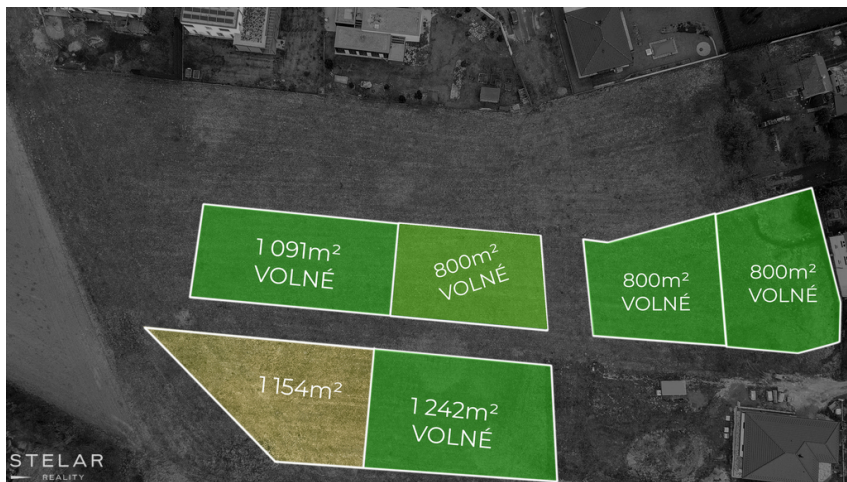 1 091m²
VOLNÉ
800m²
VOLNÉ
800m²
VOLNÉ
800m²
VOLNÉ
1 154m²
1 242m²
VOLNÉ
STELAR
REALITY